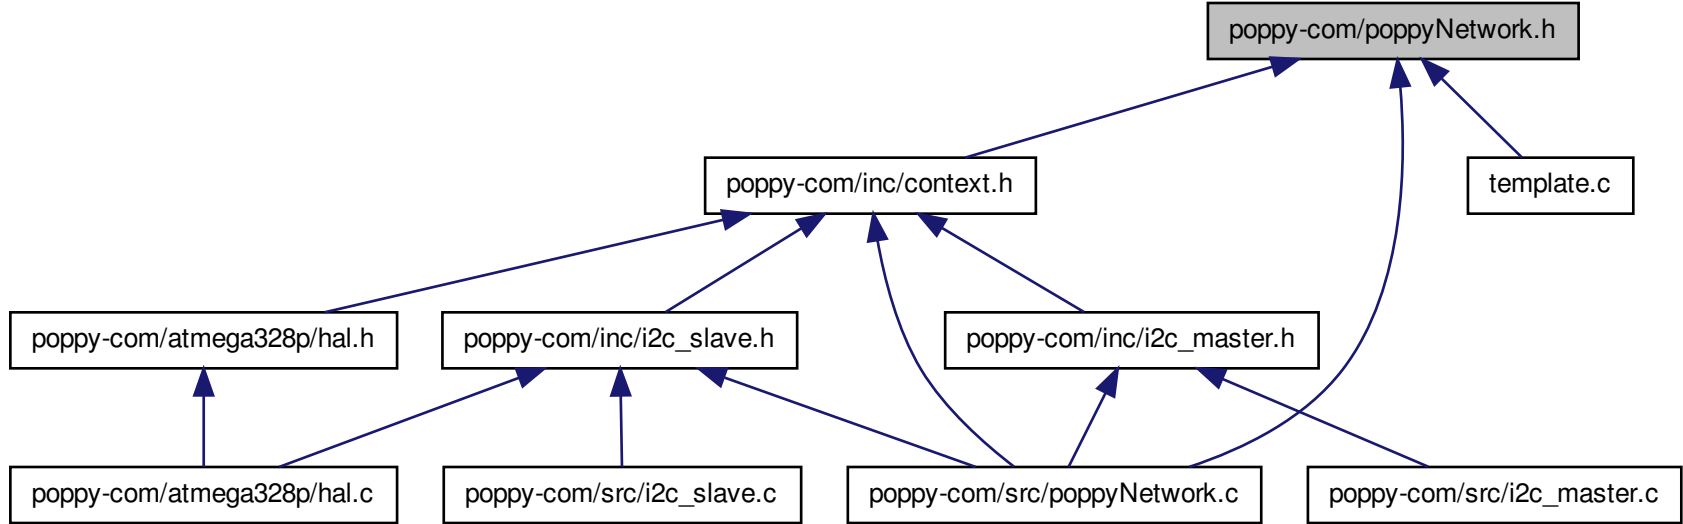 poppy-com/poppyNetwork.h
poppy-com/inc/context.h
template.c
poppy-com/atmega328p/hal.h
poppy-com/inc/i2c_slave.h
poppy-com/inc/i2c_master.h
poppy-com/atmega328p/hal.c
poppy-com/src/i2c_slave.c
poppy-com/src/poppyNetwork.c
poppy-com/src/i2c_master.c